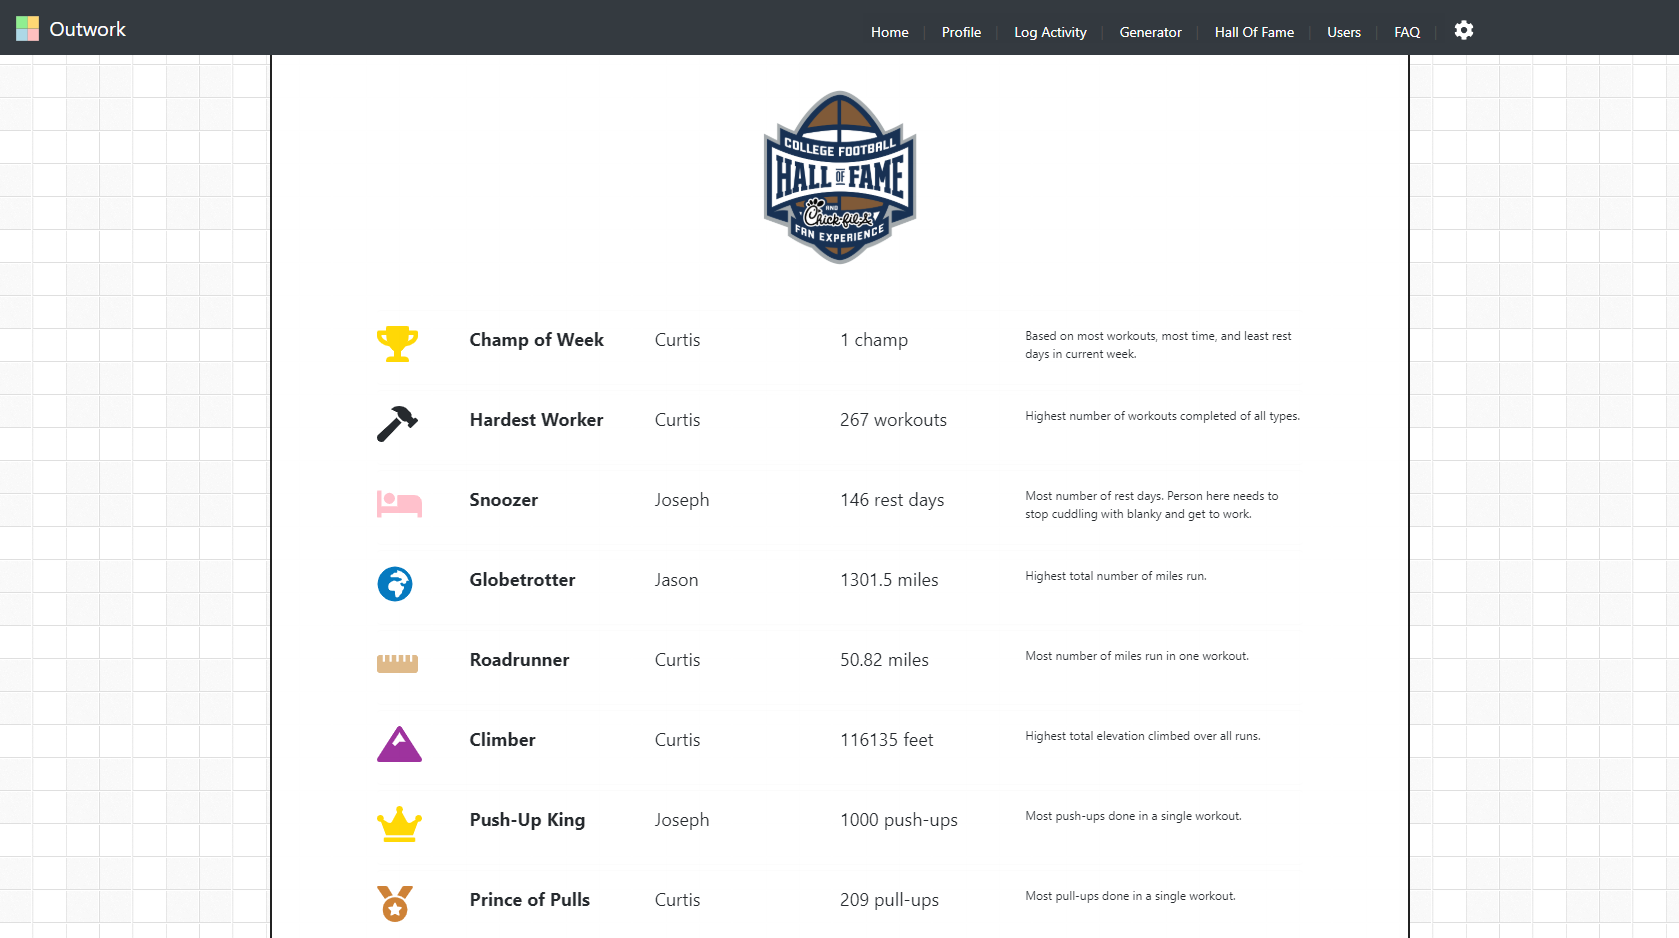 Outwork
Home
Profile
Log Activity
Generator
Hall Of Fame
Users
FAQ
COLLEGE FOOTBALL
HALL OF FAME
AND
Chick-fil-A
FAN EXPERIENCE
Champ of Week
Curtis
1 champ
Based on most workouts, most time, and least rest
days in current week.
Hardest Worker
Curtis
267 workouts
Highest number of workouts completed of all types.
Snoozer
Joseph
146 rest days
Most number of rest days. Person here needs to
stop cuddling with blanky and get to work.
Globetrotter
Jason
1301.5 miles
Highest total number of miles run.
Roadrunner
Curtis
50.82 miles
Most number of miles run in one workout.
Climber
Curtis
116135 feet
Highest total elevation climbed over all runs.
Push-Up King
Joseph
1000 push-ups
Most push-ups done in a single workout.
Prince of Pulls
Curtis
209 pull-ups
Most pull-ups done in a single workout.